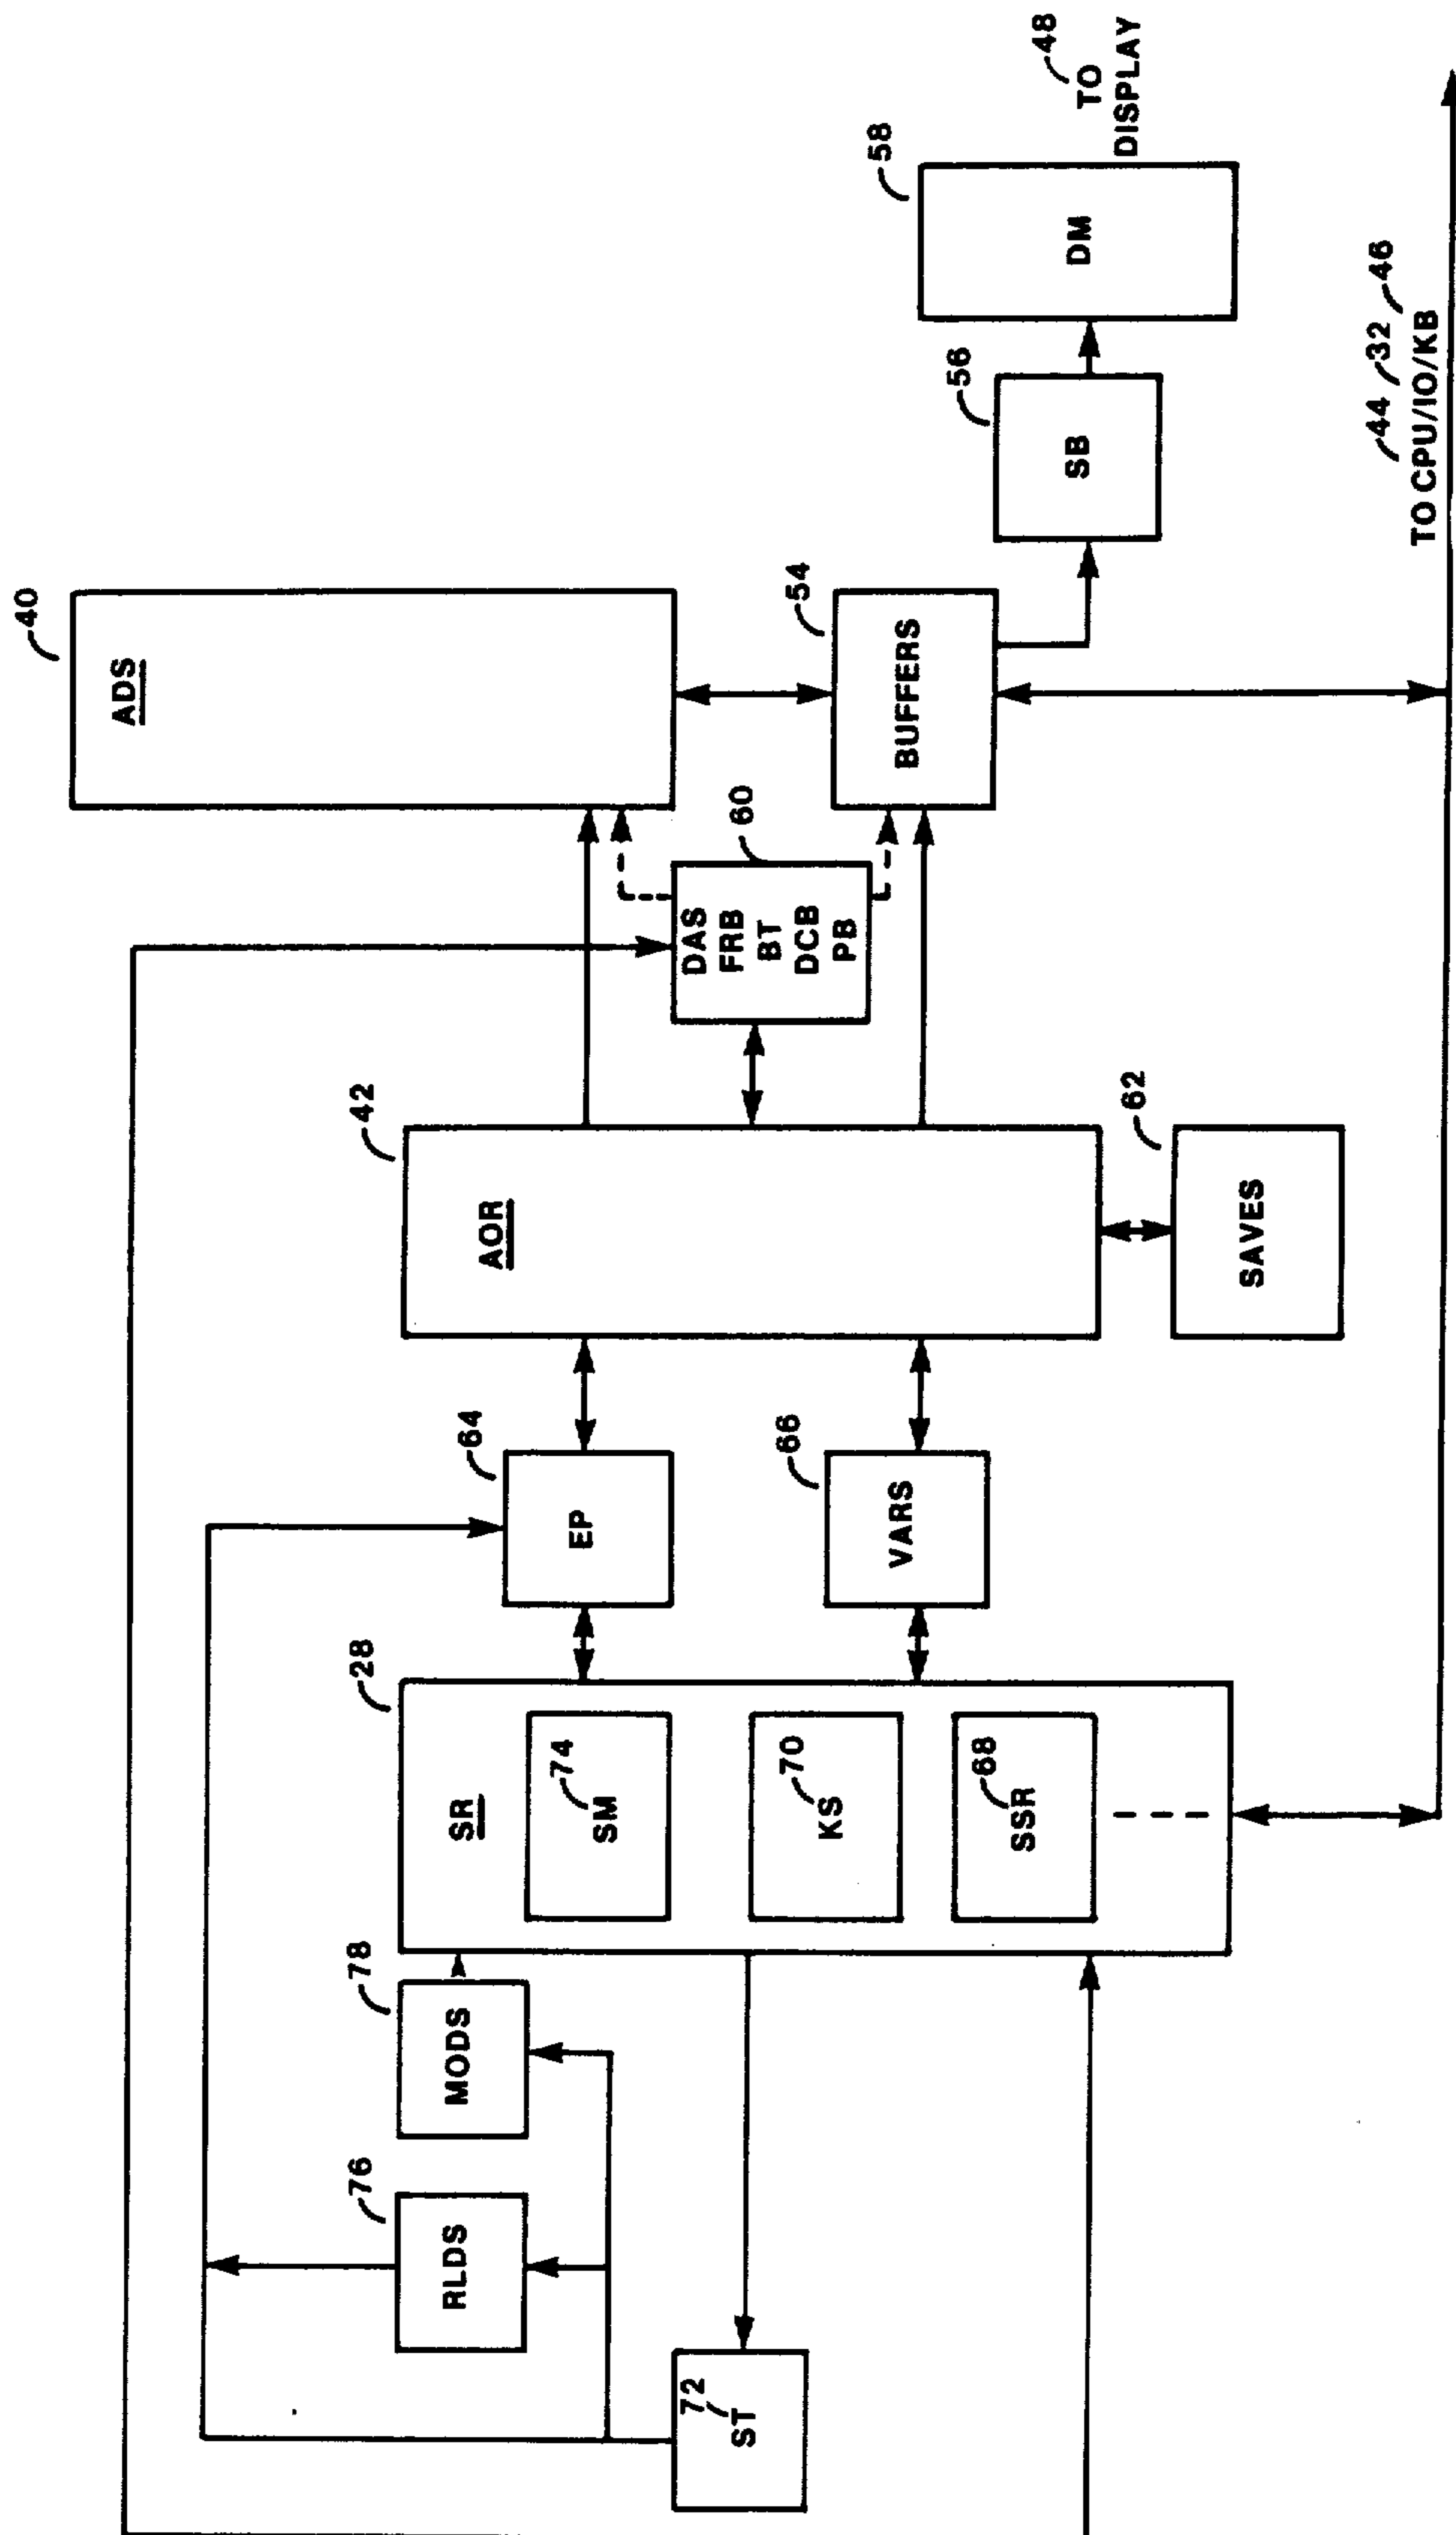 40
ADS
42
AOR
28
SR
78
MODS
76
RLDS
64
EP
74
SM
60
DAS
FRB
BT
DCB
PB
54
BUFFERS
66
VARS
70
KS
72
ST
56
SB
58
DM
48
TO
DISPLAY
68
SSR
62
SAVES
44 32 46
TO CPU/IO/KB